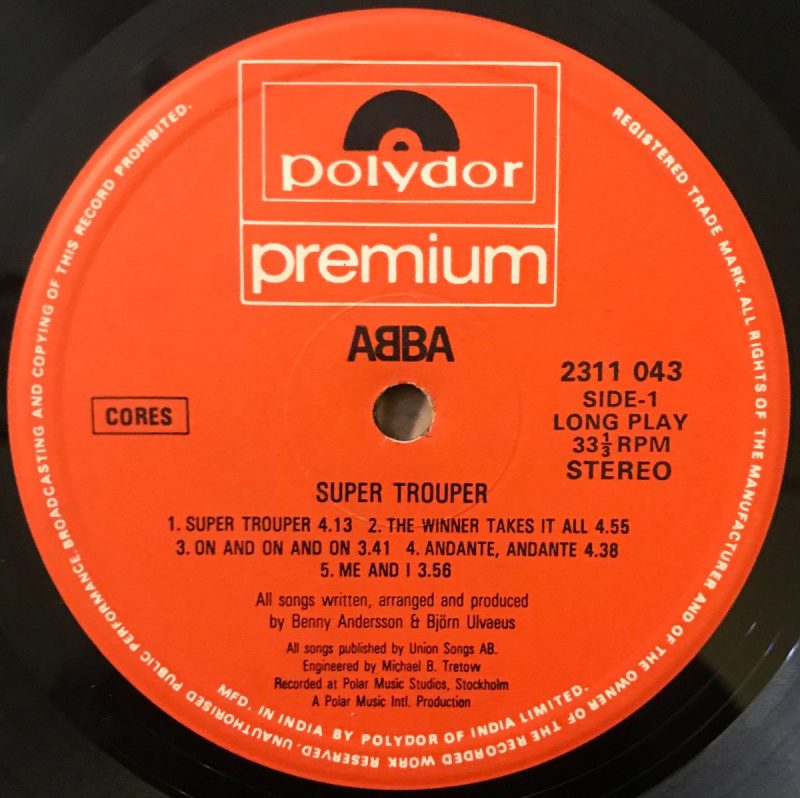 polydor
premium
ABBA
CORES
2311 043
SIDE-1
LONG PLAY
33⅓ RPM
STEREO
SUPER TROUPER
1. SUPER TROUPER 4.13 2. THE WINNER TAKES IT ALL 4.55
3. ON AND ON AND ON 3.41 4. ANDANTE, ANDANTE 4.38
5. ME AND I 3.56
All songs written, arranged and produced
by Benny Andersson & Björn Ulvaeus
All songs published by Union Songs AB.
Engineered by Michael B. Tretow
Recorded at Polar Music Studios, Stockholm
A Polar Music Intl. Production
MFD. IN INDIA BY POLYDOR OF INDIA LIMITED.
REGISTERED TRADE MARK. ALL RIGHTS OF THE MANUFACTURER AND OF THE OWNER OF THE RECORDED WORK RESERVED. UNAUTHORISED PUBLIC PERFORMANCE, BROADCASTING AND COPYING OF THIS RECORD PROHIBITED.